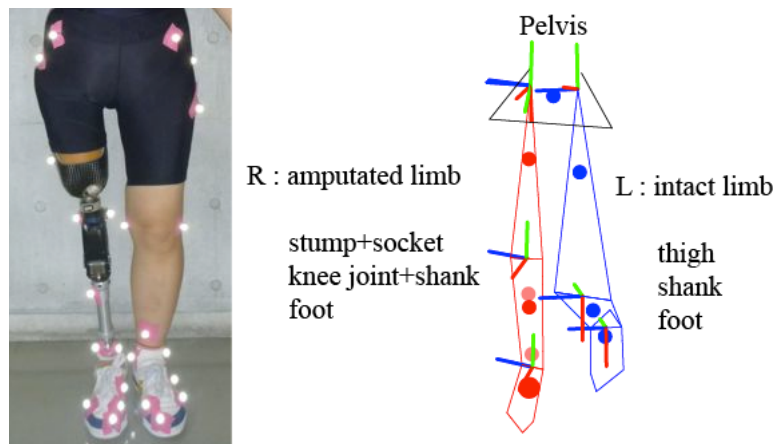 Pelvis
R : amputated limb
stump+socket
knee joint+shank
foot
L : intact limb
thigh
shank
foot